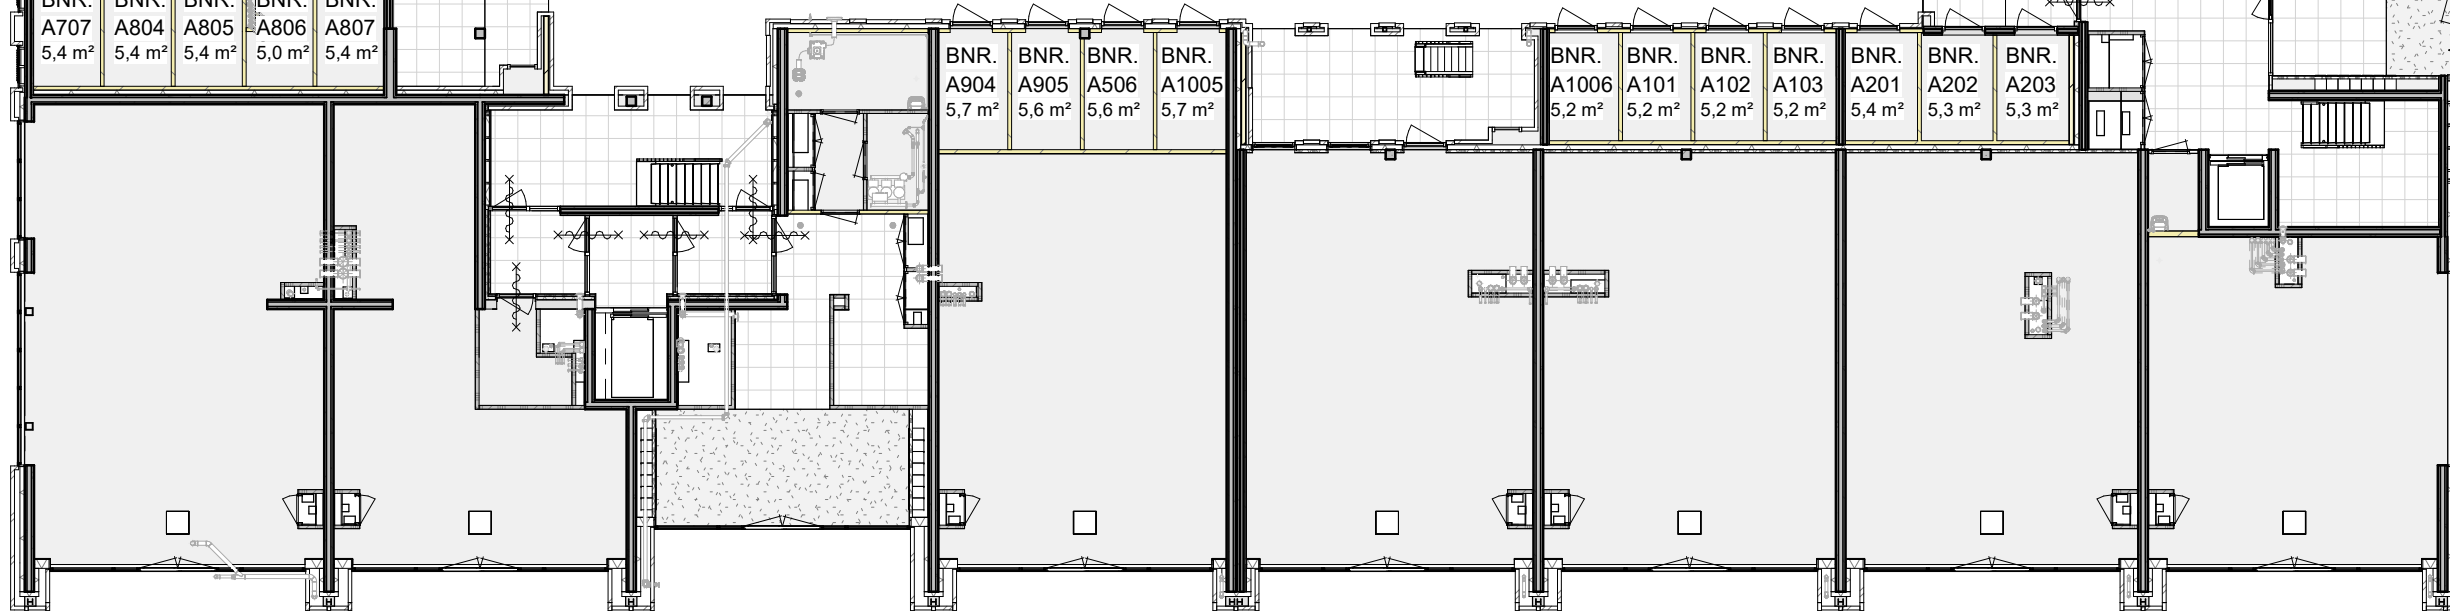 BNR.
A707
5,4 m²
BNR.
A804
5,4 m²
BNR.
A805
5,4 m²
BNR.
A806
5,0 m²
BNR.
A807
5,4 m²
BNR.
A904
5,7 m²
BNR.
A905
5,6 m²
BNR.
A506
5,6 m²
BNR.
A1005
5,7 m²
BNR.
A1006
5,2 m²
BNR.
A101
5,2 m²
BNR.
A102
5,2 m²
BNR.
A103
5,2 m²
BNR.
A201
5,4 m²
BNR.
A202
5,3 m²
BNR.
A203
5,3 m²